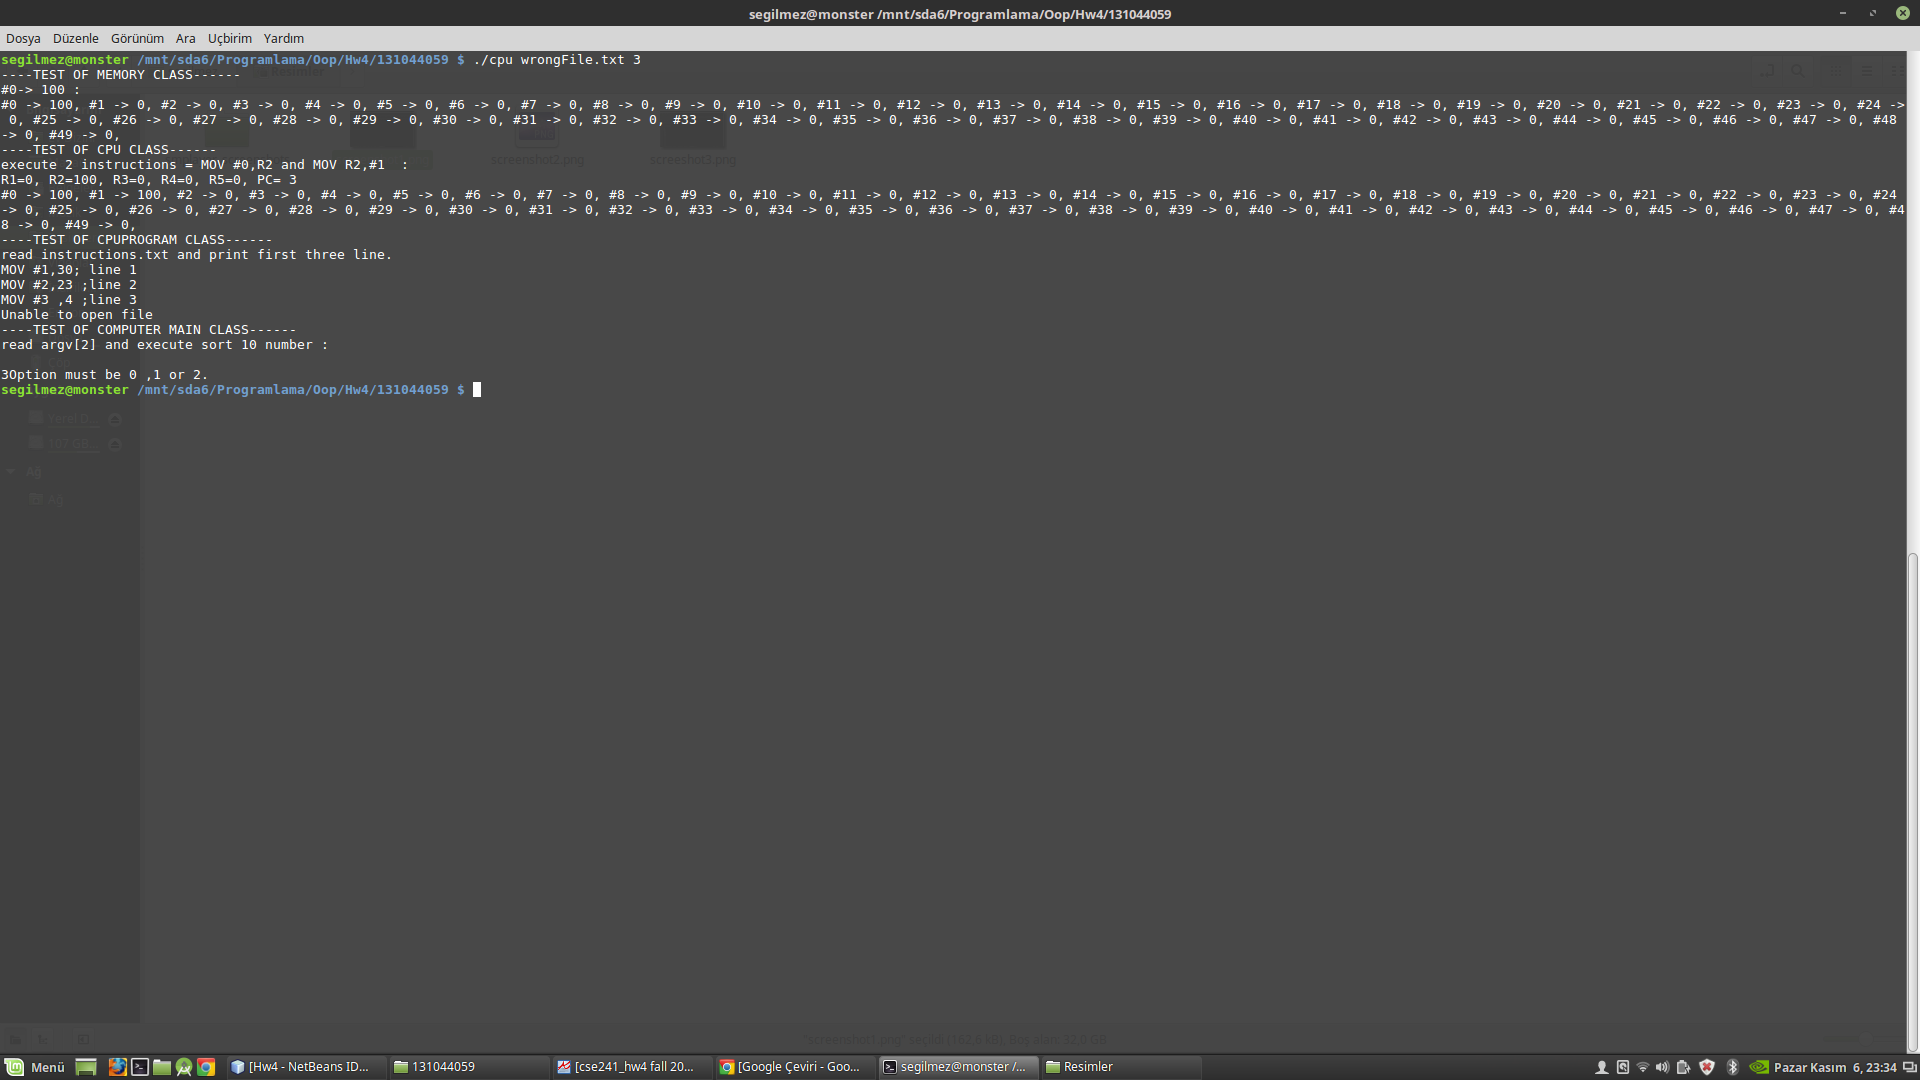 segilmez@monster /mnt/sda6/Programlama/Oop/Hw4/131044059
Dosya Düzenle Görünüm Ara Uçbirim Yardım
segilmez@monster /mnt/sda6/Programlama/Oop/Hw4/131044059 $ ./cpu wrongFile.txt 3
----TEST OF MEMORY CLASS------
#0-> 100 :
#0 -> 100, #1 -> 0, #2 -> 0, #3 -> 0, #4 -> 0, #5 -> 0, #6 -> 0, #7 -> 0, #8 -> 0, #9 -> 0, #10 -> 0, #11 -> 0, #12 -> 0, #13 -> 0, #14 -> 0, #15 -> 0, #16 -> 0, #17 -> 0, #18 -> 0, #19 -> 0, #20 -> 0, #21 -> 0, #22 -> 0, #23 -> 0, #24 ->
 0, #25 -> 0, #26 -> 0, #27 -> 0, #28 -> 0, #29 -> 0, #30 -> 0, #31 -> 0, #32 -> 0, #33 -> 0, #34 -> 0, #35 -> 0, #36 -> 0, #37 -> 0, #38 -> 0, #39 -> 0, #40 -> 0, #41 -> 0, #42 -> 0, #43 -> 0, #44 -> 0, #45 -> 0, #46 -> 0, #47 -> 0, #48
-> 0, #49 -> 0,
----TEST OF CPU CLASS------
screenshot2.png screeshot3.png
execute 2 instructions = MOV #0,R2 and MOV R2,#1  :
R1=0, R2=100, R3=0, R4=0, R5=0, PC= 3
#0 -> 100, #1 -> 100, #2 -> 0, #3 -> 0, #4 -> 0, #5 -> 0, #6 -> 0, #7 -> 0, #8 -> 0, #9 -> 0, #10 -> 0, #11 -> 0, #12 -> 0, #13 -> 0, #14 -> 0, #15 -> 0, #16 -> 0, #17 -> 0, #18 -> 0, #19 -> 0, #20 -> 0, #21 -> 0, #22 -> 0, #23 -> 0, #24
-> 0, #25 -> 0, #26 -> 0, #27 -> 0, #28 -> 0, #29 -> 0, #30 -> 0, #31 -> 0, #32 -> 0, #33 -> 0, #34 -> 0, #35 -> 0, #36 -> 0, #37 -> 0, #38 -> 0, #39 -> 0, #40 -> 0, #41 -> 0, #42 -> 0, #43 -> 0, #44 -> 0, #45 -> 0, #46 -> 0, #47 -> 0, #4
8 -> 0, #49 -> 0,
----TEST OF CPUPROGRAM CLASS------
read instructions.txt and print first three line.
MOV #1,30; line 1
MOV #2,23 ;line 2
MOV #3 ,4 ;line 3
Unable to open file
----TEST OF COMPUTER MAIN CLASS------
read argv[2] and execute sort 10 number :
3Option must be 0 ,1 or 2.
segilmez@monster /mnt/sda6/Programlama/Oop/Hw4/131044059 $
Yerel D...
107 GB...
Ağ
Ağ
Menü [Hw4 - NetBeans ID... 131044059 [cse241_hw4 fall 20... [Google Çeviri - Goo... segilmez@monster /... Resimler Pazar Kasım 6, 23:34